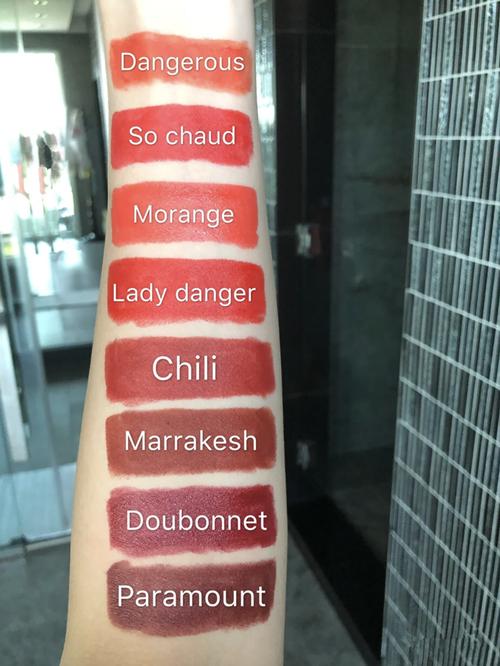 Dangerous
So chaud
Morange
Lady danger
Chili
Marrakesh
Doubonnet
Paramount